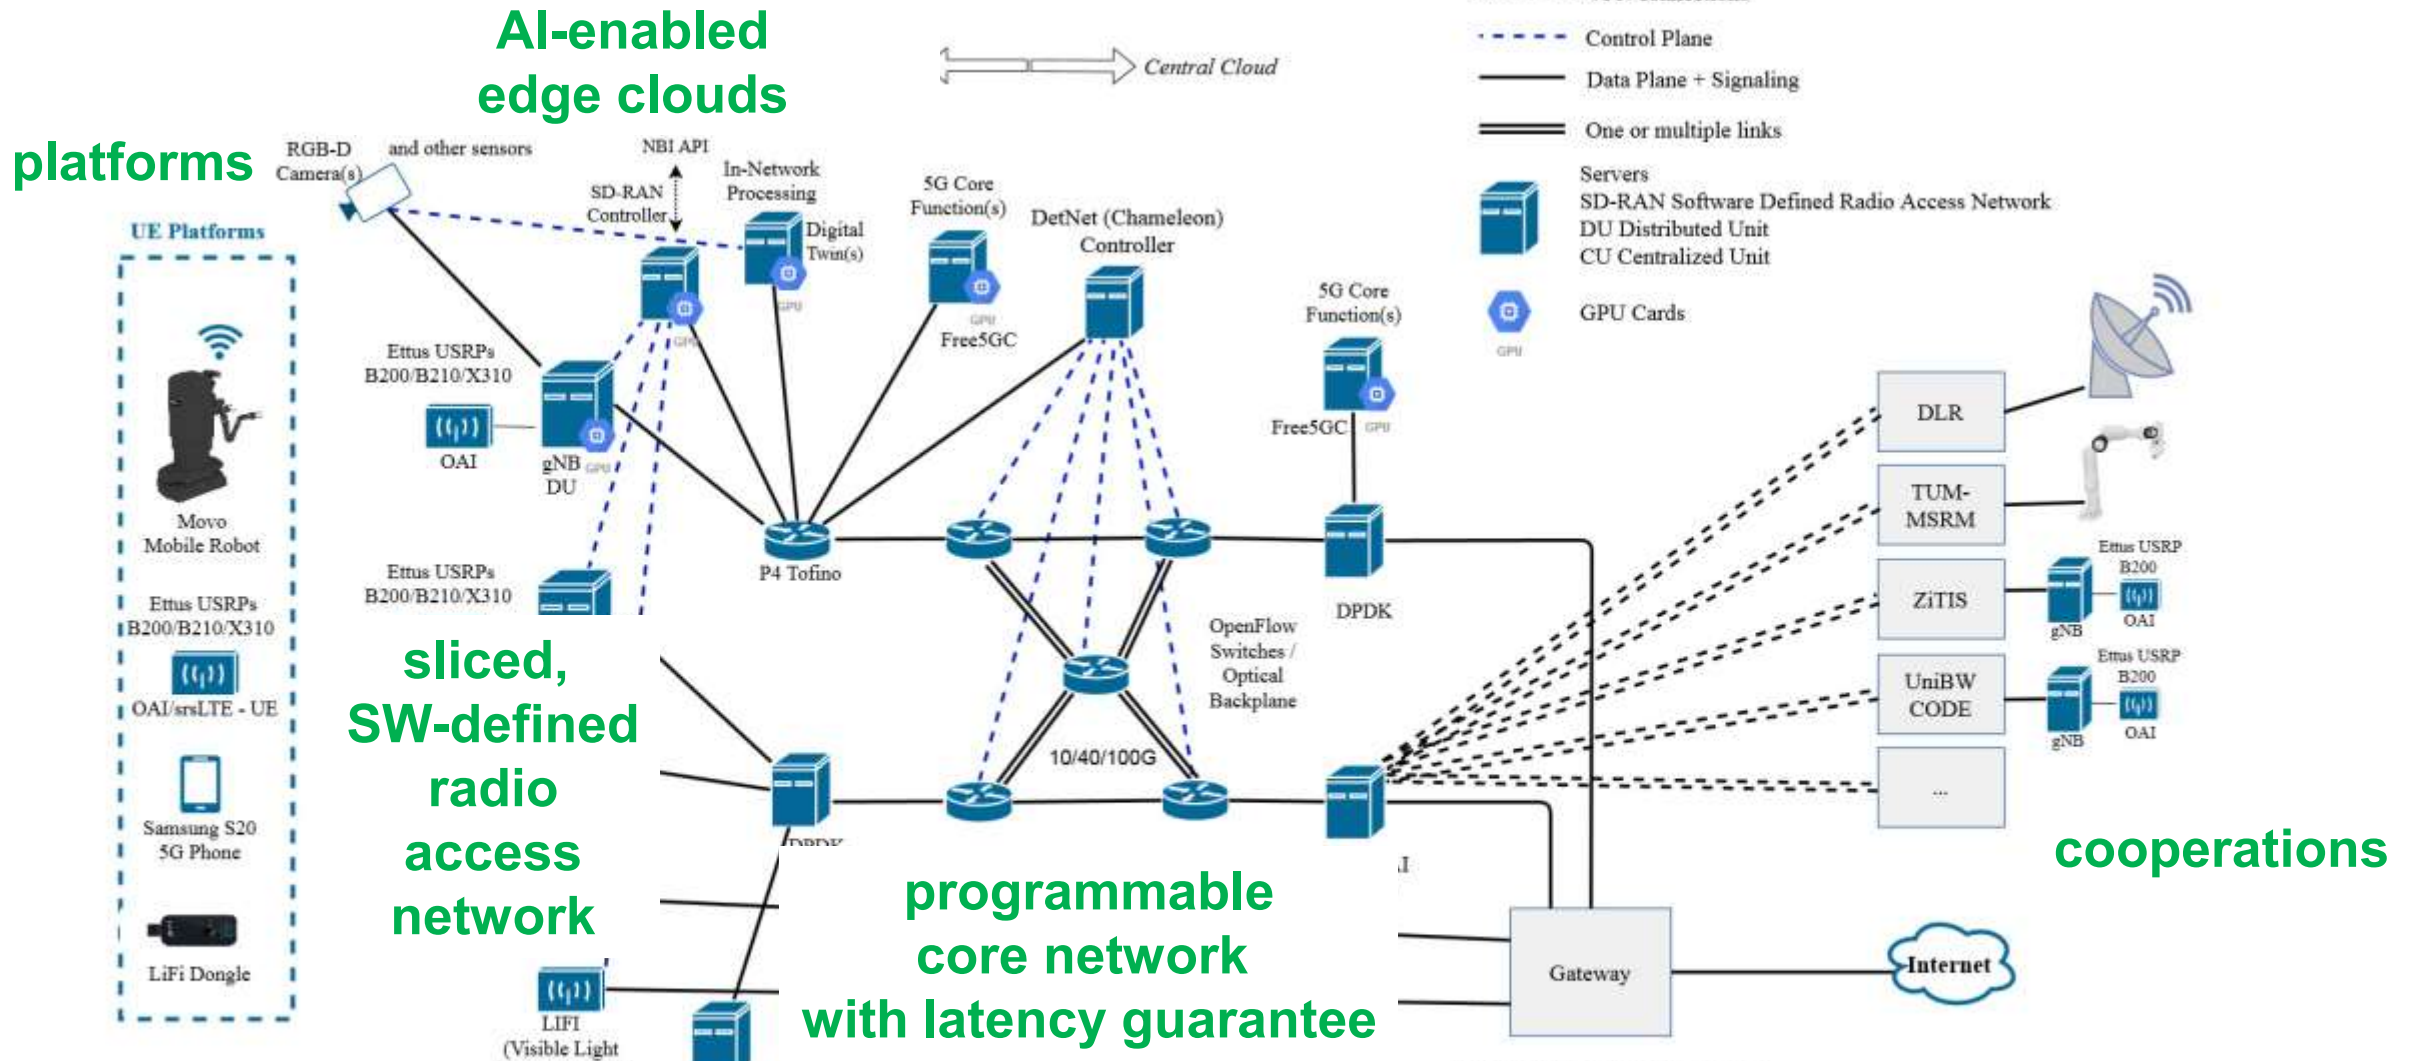 AI-enabled
edge clouds
platforms
Central Cloud
Control Plane
Data Plane + Signaling
One or multiple links
Servers
SD-RAN Software Defined Radio Access Network
DU Distributed Unit
CU Centralized Unit
GPU Cards
GPU
RGB-D
Camera(s)
and other sensors
NBI API
SD-RAN
Controller
In-Network
Processing
Digital
Twin(s)
GPU
GPU
5G Core
Function(s)
GPU
Free5GC
DetNet (Chameleon)
Controller
5G Core
Function(s)
Free5GC
GPU
UE Platforms
Movo
Mobile Robot
Ettus USRPs
B200/B210/X310
OAI/srsLTE - UE
Samsung S20
5G Phone
LiFi Dongle
Ettus USRPs
B200/B210/X310
OAI
gNB
DU
GPU
Ettus USRPs
B200/B210/X310
P4 Tofino
DPDK
OpenFlow
Switches /
Optical
Backplane
10/40/100G
sliced,
SW-defined
radio
access
network
DPDK
programmable
core network
with latency guarantee
LIFI
(Visible Light
DLR
TUM-
MSRM
ZiTIS
UniBW
CODE
...
Ettus USRP
B200
gNB
OAI
Ettus USRP
B200
gNB
OAI
cooperations
Gateway
Internet